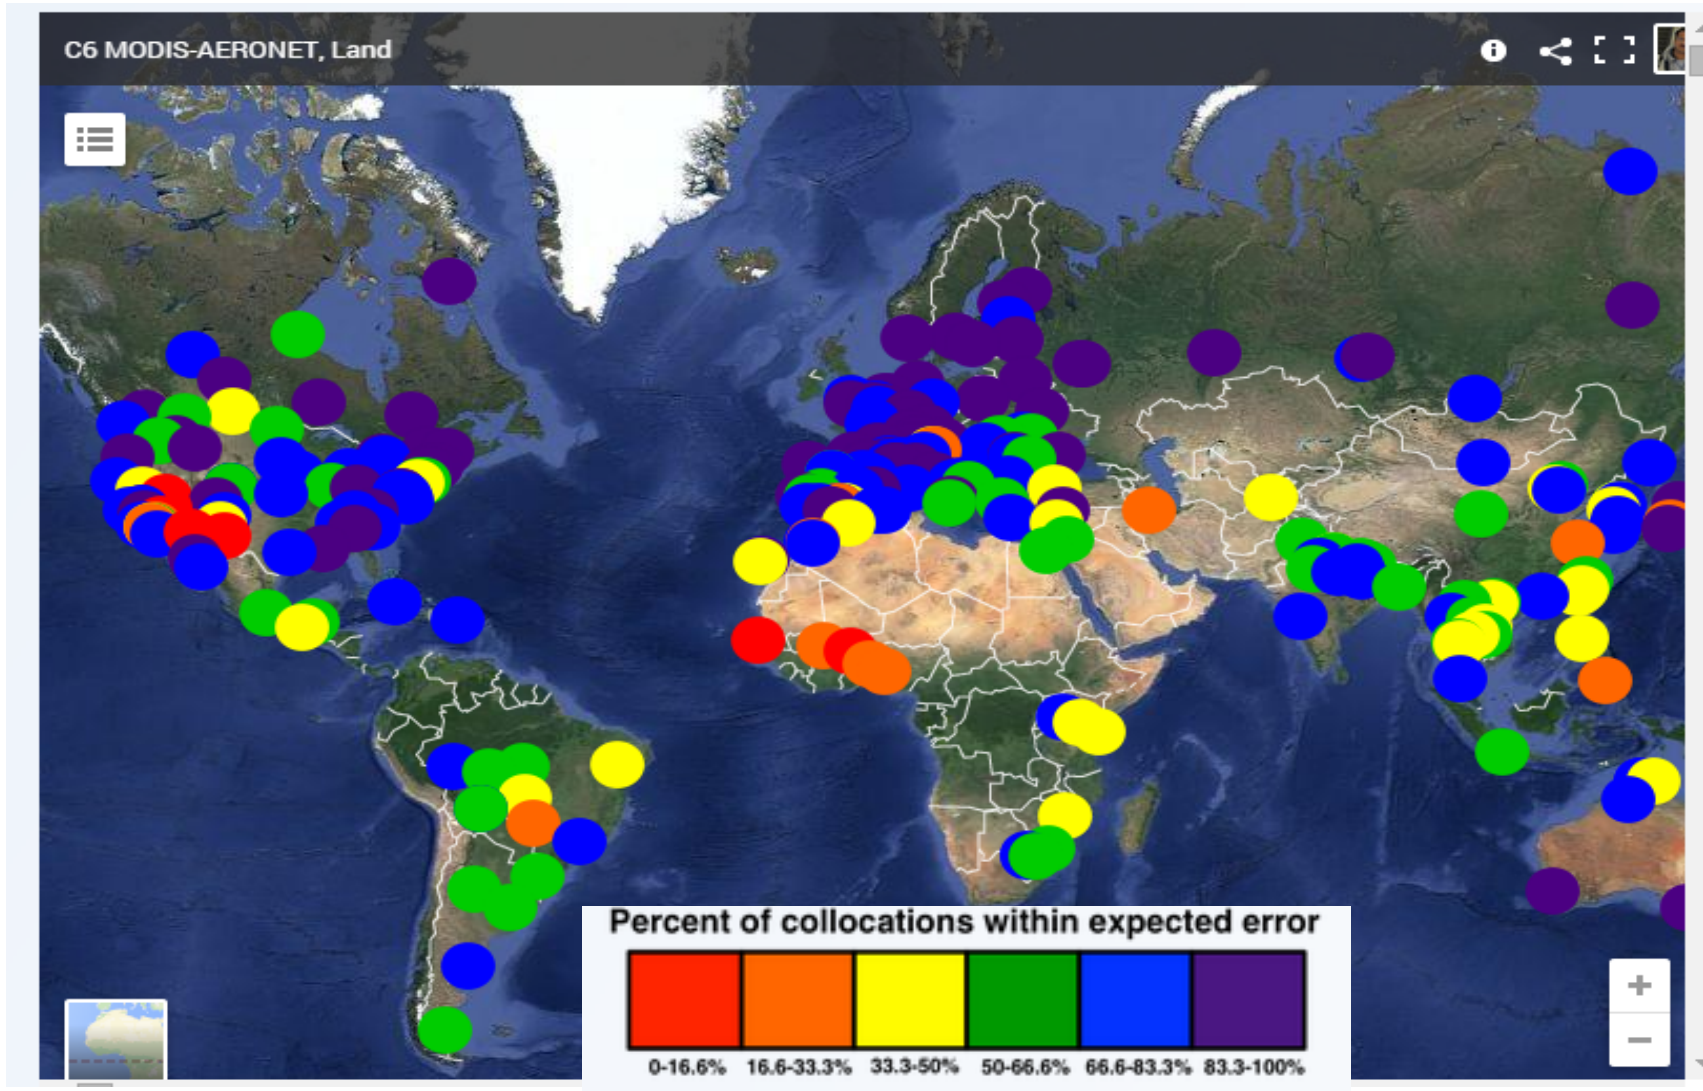 C6 MODIS-AERONET, Land
Percent of collocations within expected error
0-16.6% 16.6-33.3% 33.3-50% 50-66.6% 66.6-83.3% 83.3-100%